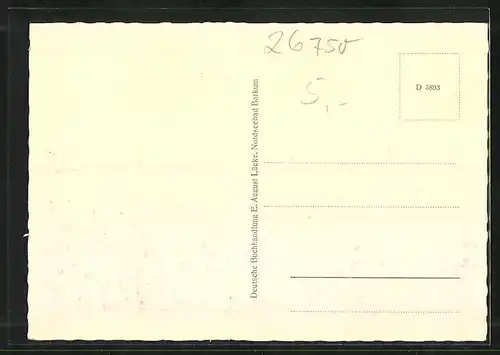 26750
5,-
D 5893
Deutsche Buchhandlung E. August Lücke, Nordseebad Borkum